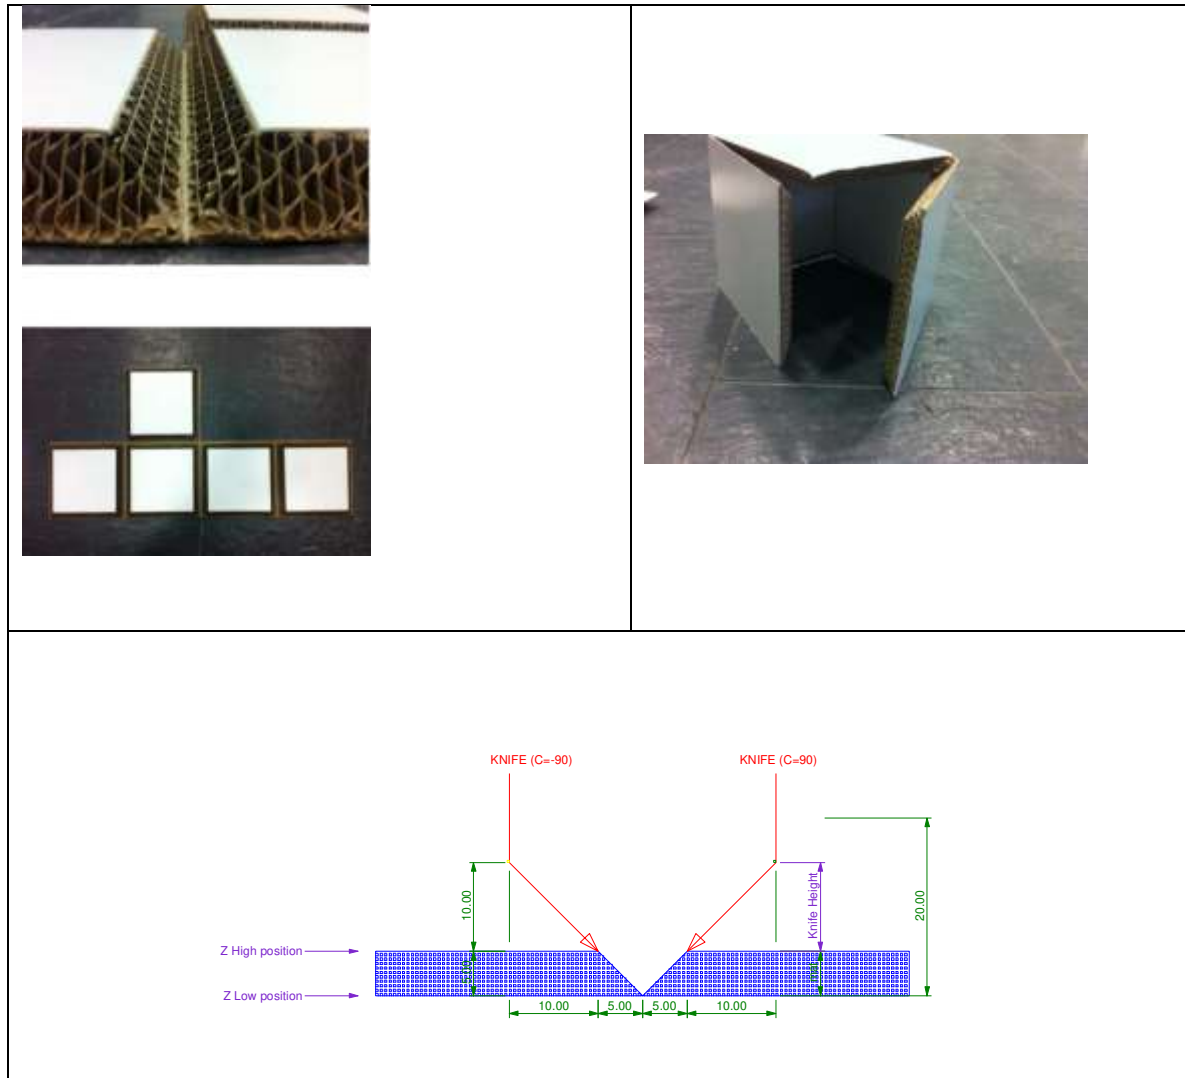 KNIFE (C=-90)
KNIFE (C=90)
10.00
Knife Height
20.00
Z High position
Z Low position
10.00
5.00
5.00
10.00